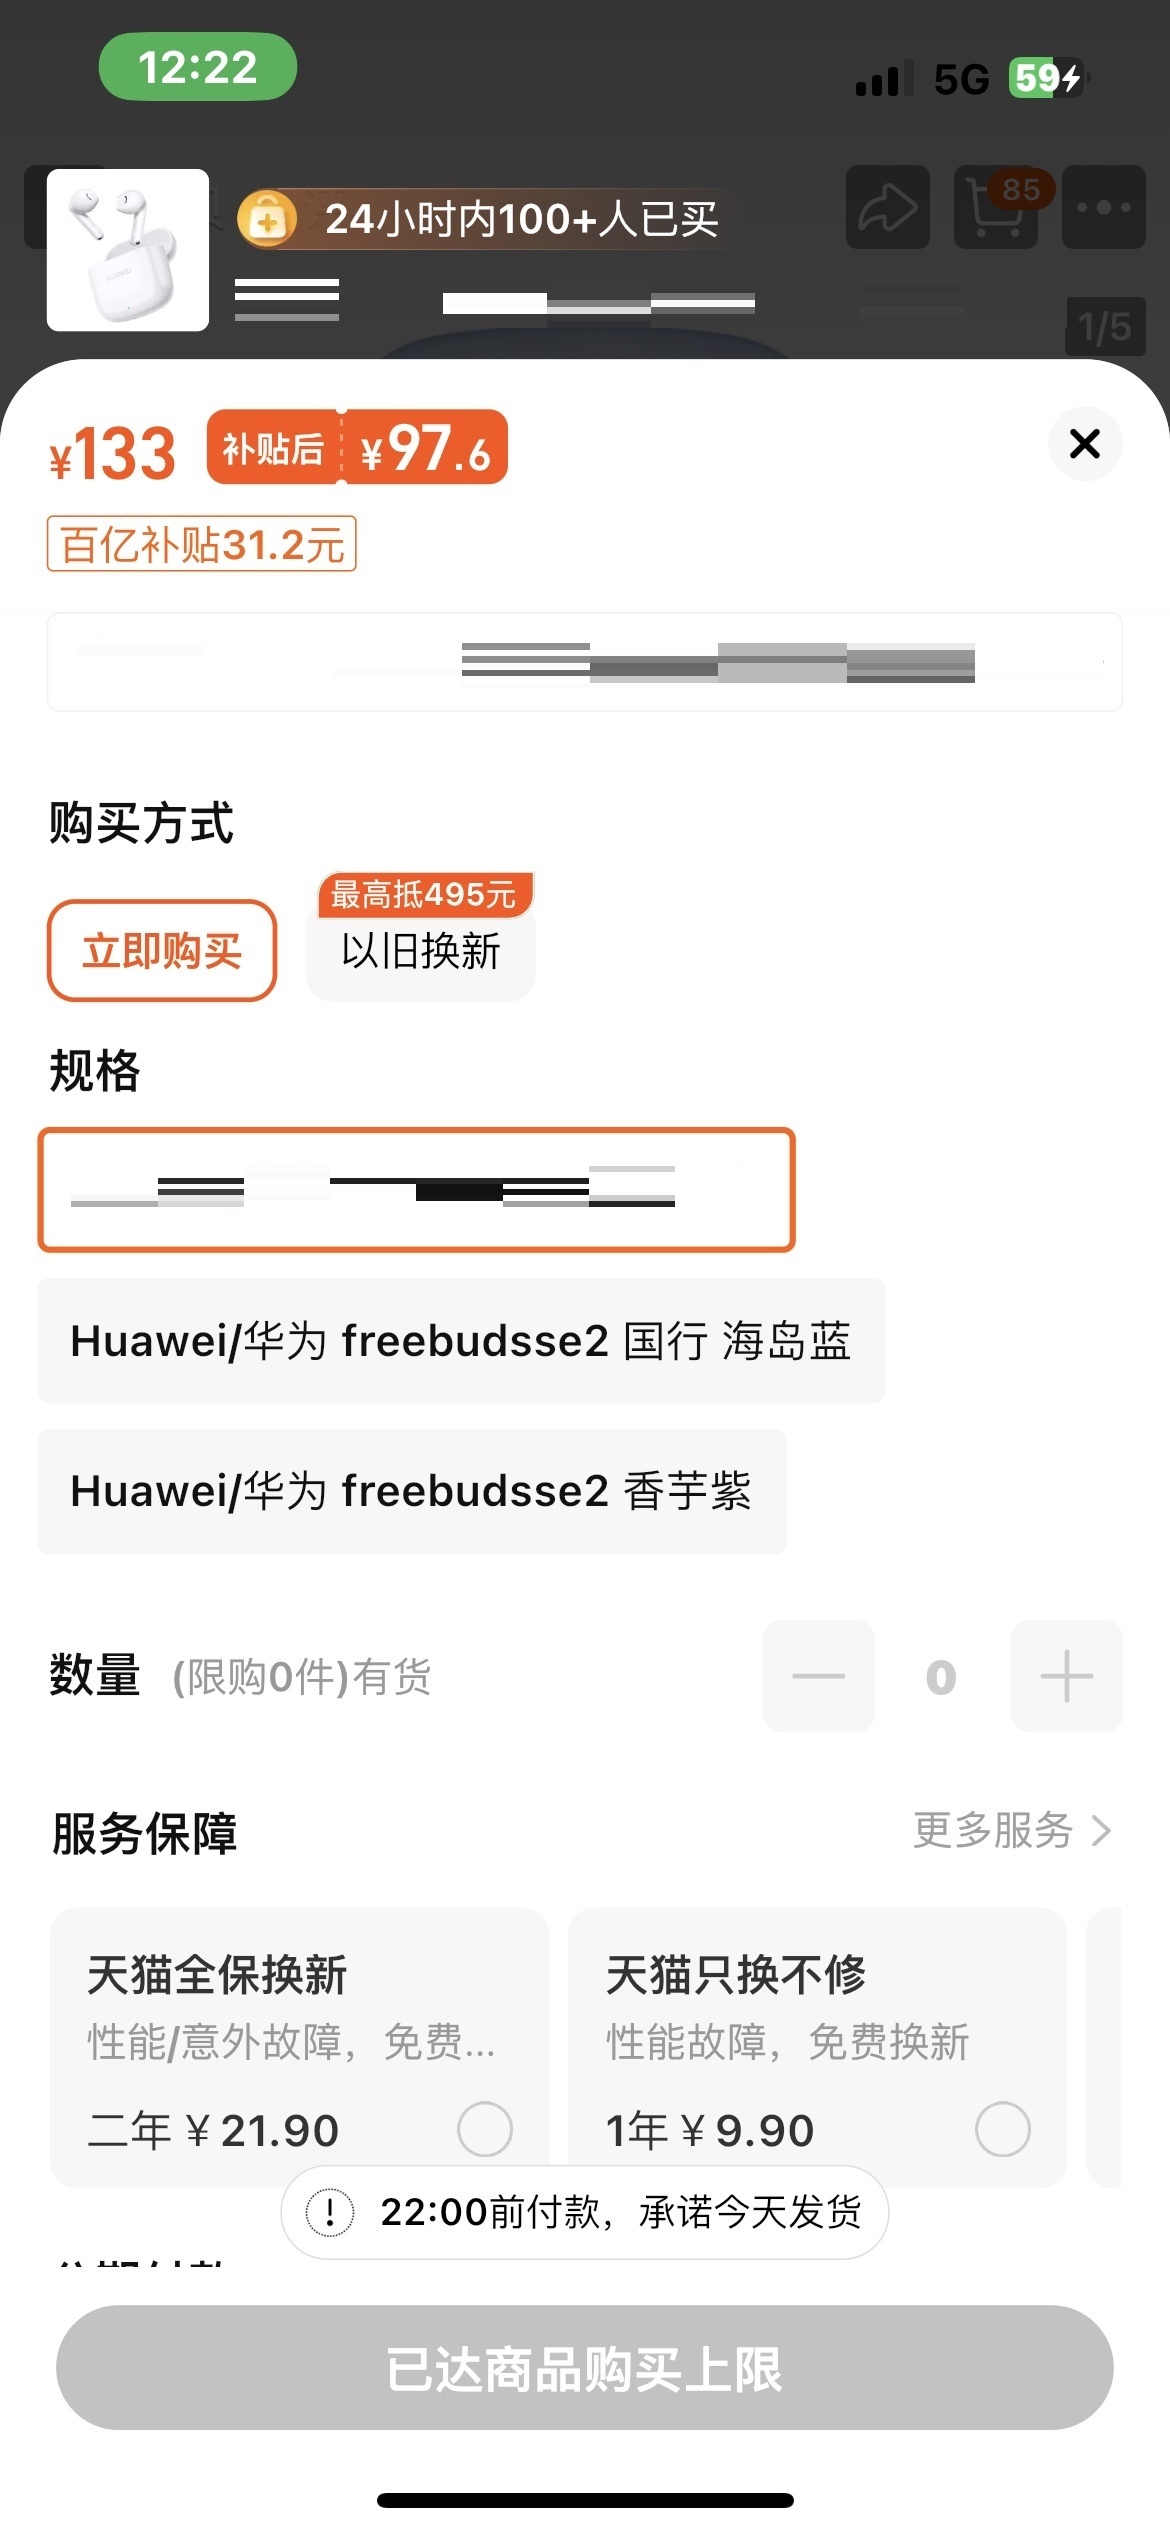 12:22
5G
59
24小时内100+人已买
85
1/5
¥133
补贴后 ¥97.6
百亿补贴31.2元
购买方式
最高抵495元
立即购买
以旧换新
规格
Huawei/华为 freebudsse2 国行 海岛蓝
Huawei/华为 freebudsse2 香芋紫
数量 (限购0件)有货
0
服务保障
更多服务
天猫全保换新
性能/意外故障，免费...
二年 ¥21.90
天猫只换不修
性能故障，免费换新
1年 ¥9.90
22:00前付款，承诺今天发货
已达商品购买上限